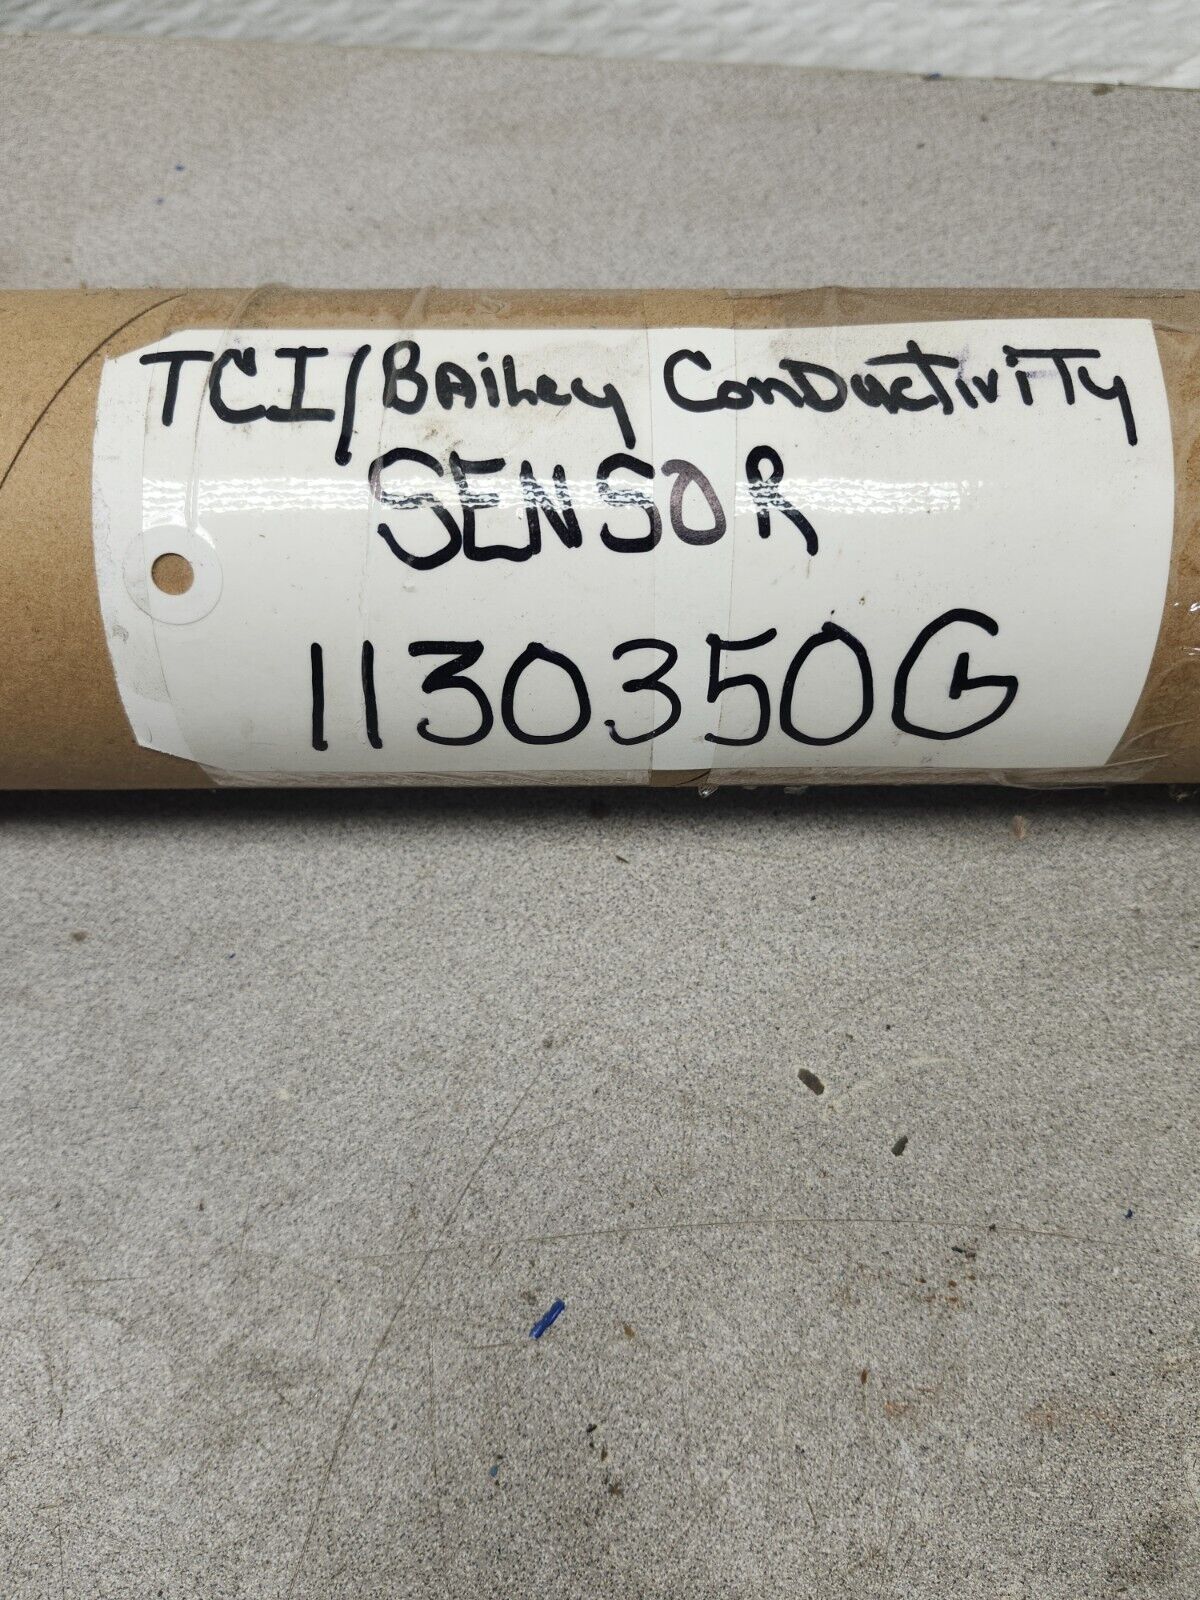 TCI/BAiley ConDuctiviTy
SENSOR
1130350G